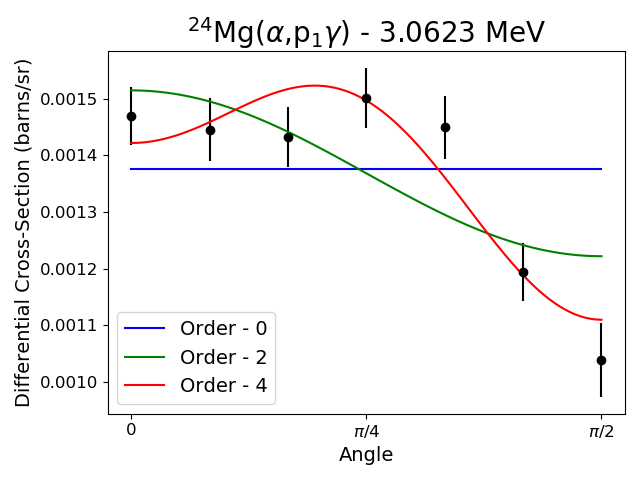 ²⁴Mg(α,p₁γ) - 3.0623 MeV
Differential Cross-Section (barns/sr)
0.0015
0.0014
0.0013
0.0012
0.0011
0.0010
Order - 0
Order - 2
Order - 4
0
π/4
π/2
Angle